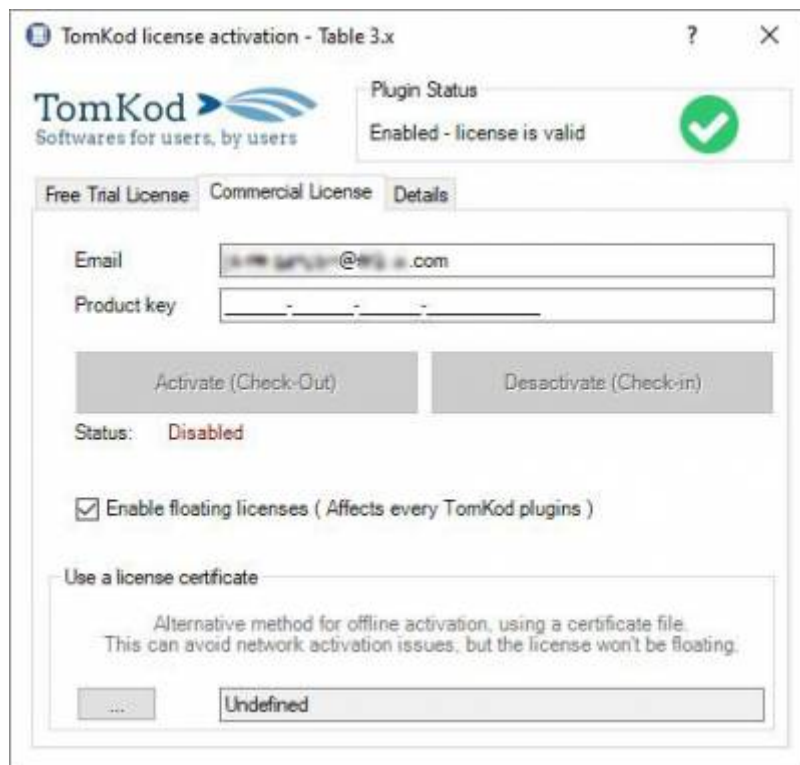 TomKod license activation - Table 3.x
?
TomKod
Softwares for users, by users
Plugin Status
Enabled - license is valid
Free Trial License
Commercial License
Details
Email
@
.com
Product key
Activate (Check-Out)
Desactivate (Check-in)
Status: Disabled
Enable floating licenses ( Affects every TomKod plugins )
Use a license certificate
Alternative method for offline activation, using a certificate file.
This can avoid network activation issues, but the license won't be floating.
...
Undefined